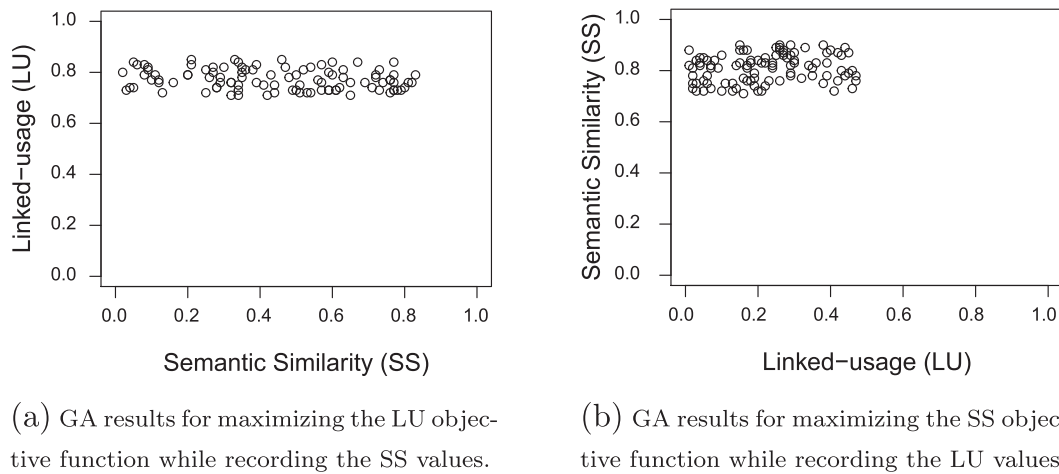 1.0
0.8
0.6
0.4
0.2
0.0
Linked−usage (LU)
0.0 0.2 0.4 0.6 0.8 1.0
Semantic Similarity (SS)
(a) GA results for maximizing the LU objec-
tive function while recording the SS values.
1.0
0.8
0.6
0.4
0.2
0.0
Semantic Similarity (SS)
0.0 0.2 0.4 0.6 0.8 1.0
Linked−usage (LU)
(b) GA results for maximizing the SS objec
tive function while recording the LU values